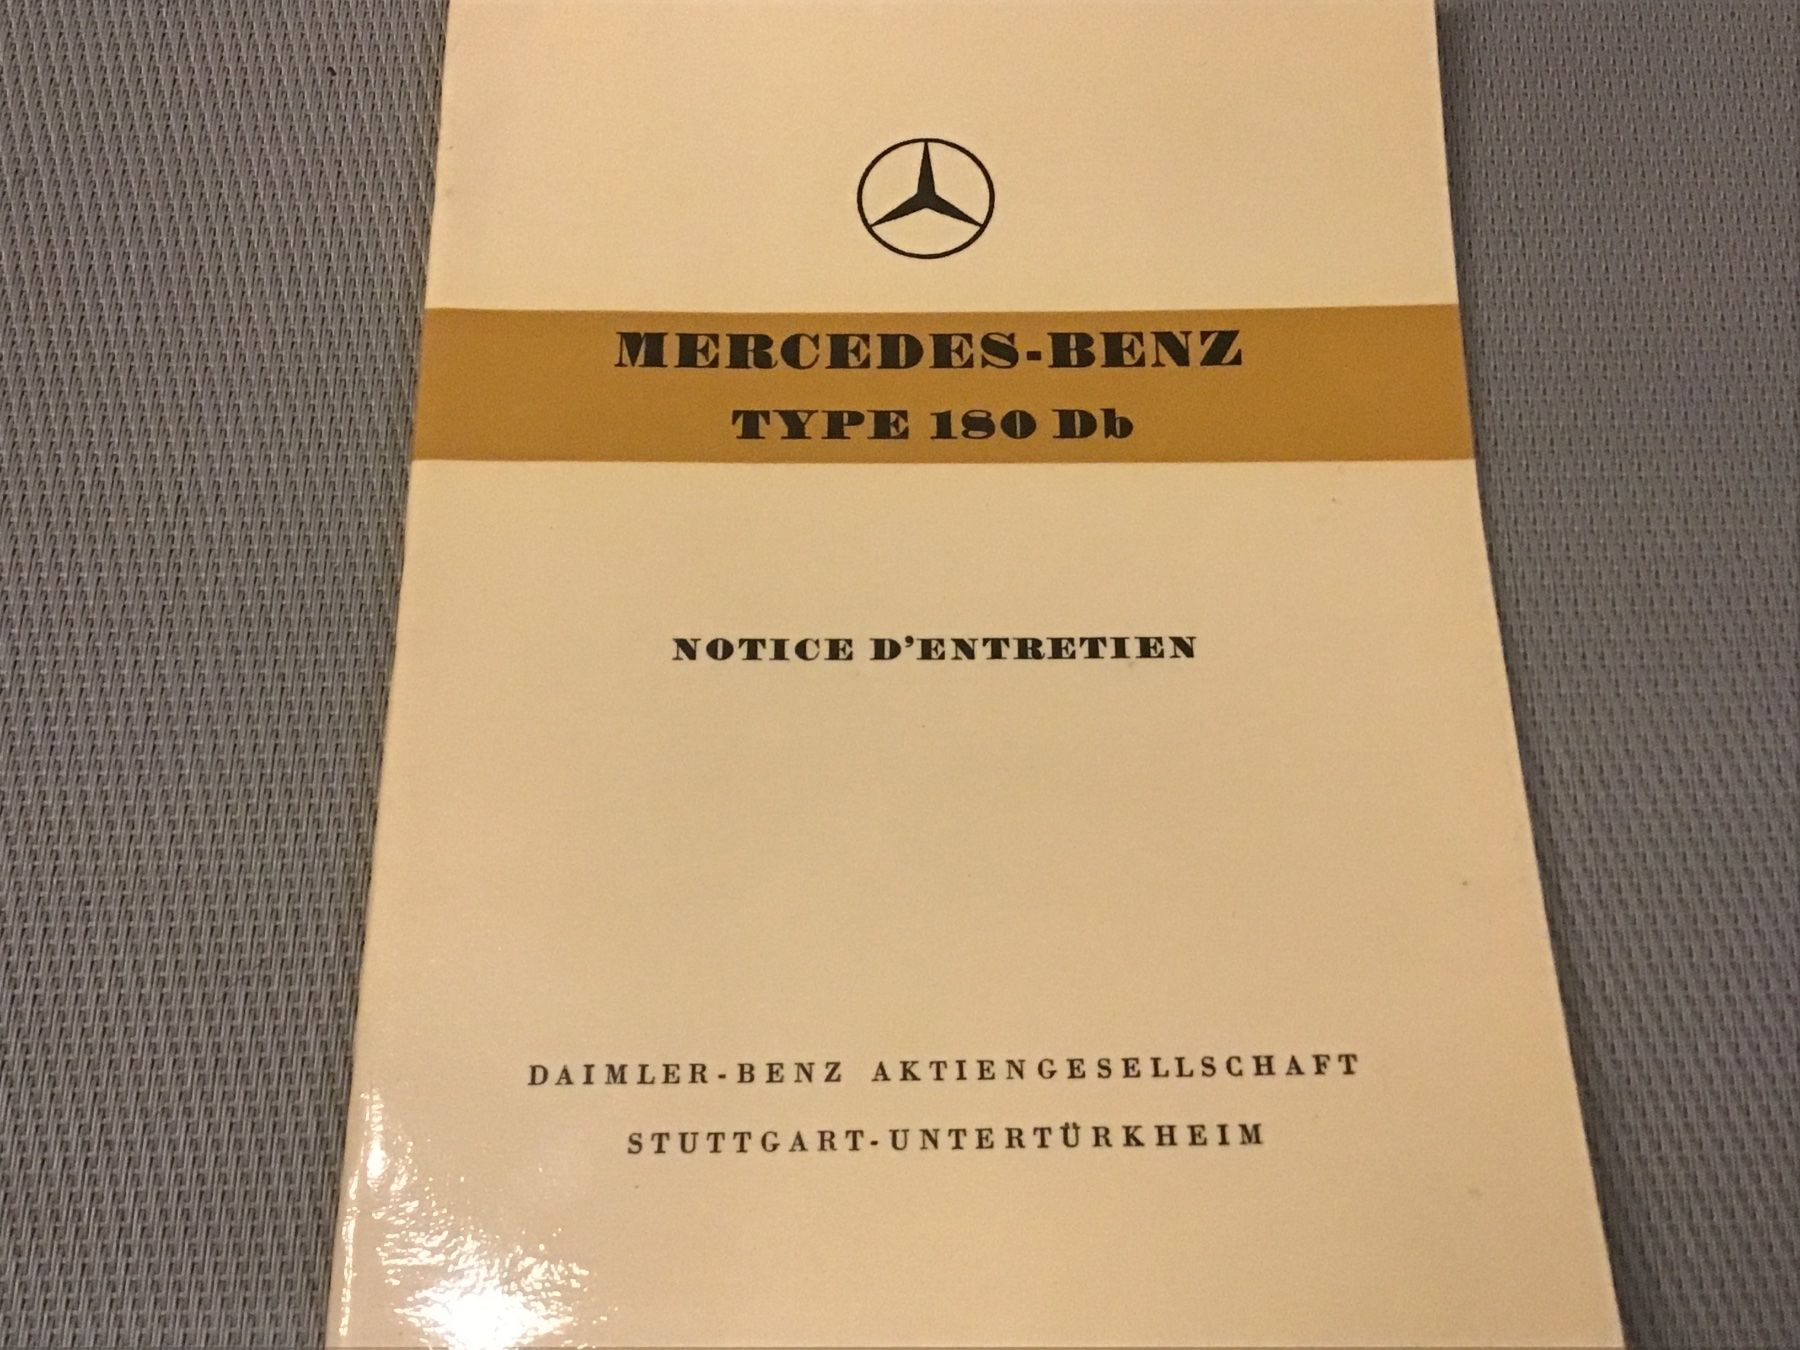 MERCEDES-BENZ
TYPE 180 Db
NOTICE D'ENTRETIEN
DAIMLER-BENZ AKTIENGESELLSCHAFT
STUTTGART-UNTERTÜRKHEIM